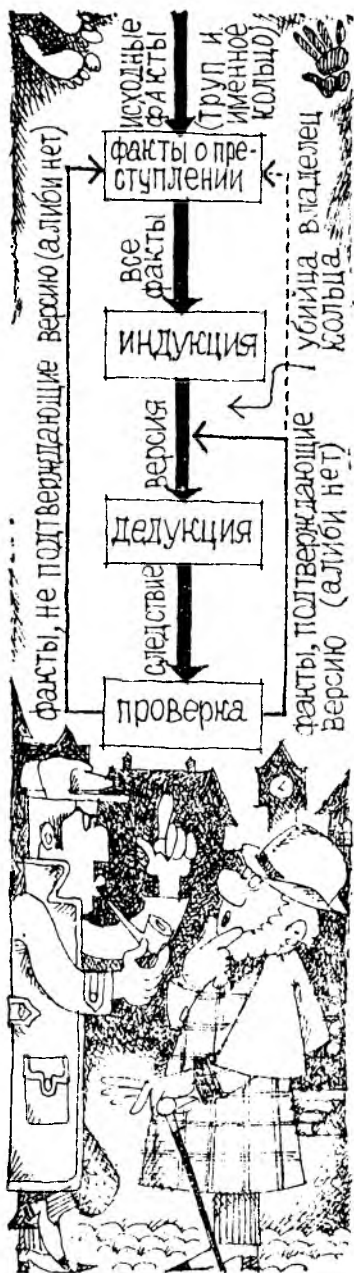 исходные
факты
(труп и
именное
кольцо)
факты о пре-
ступлении
все
факты
индукция
версия
дедукция
следствие
проверка
факты, не подтверждающие версию (алиби нет)
убийца владелец
кольца
факты, подтверждающие
версию (алиби нет)